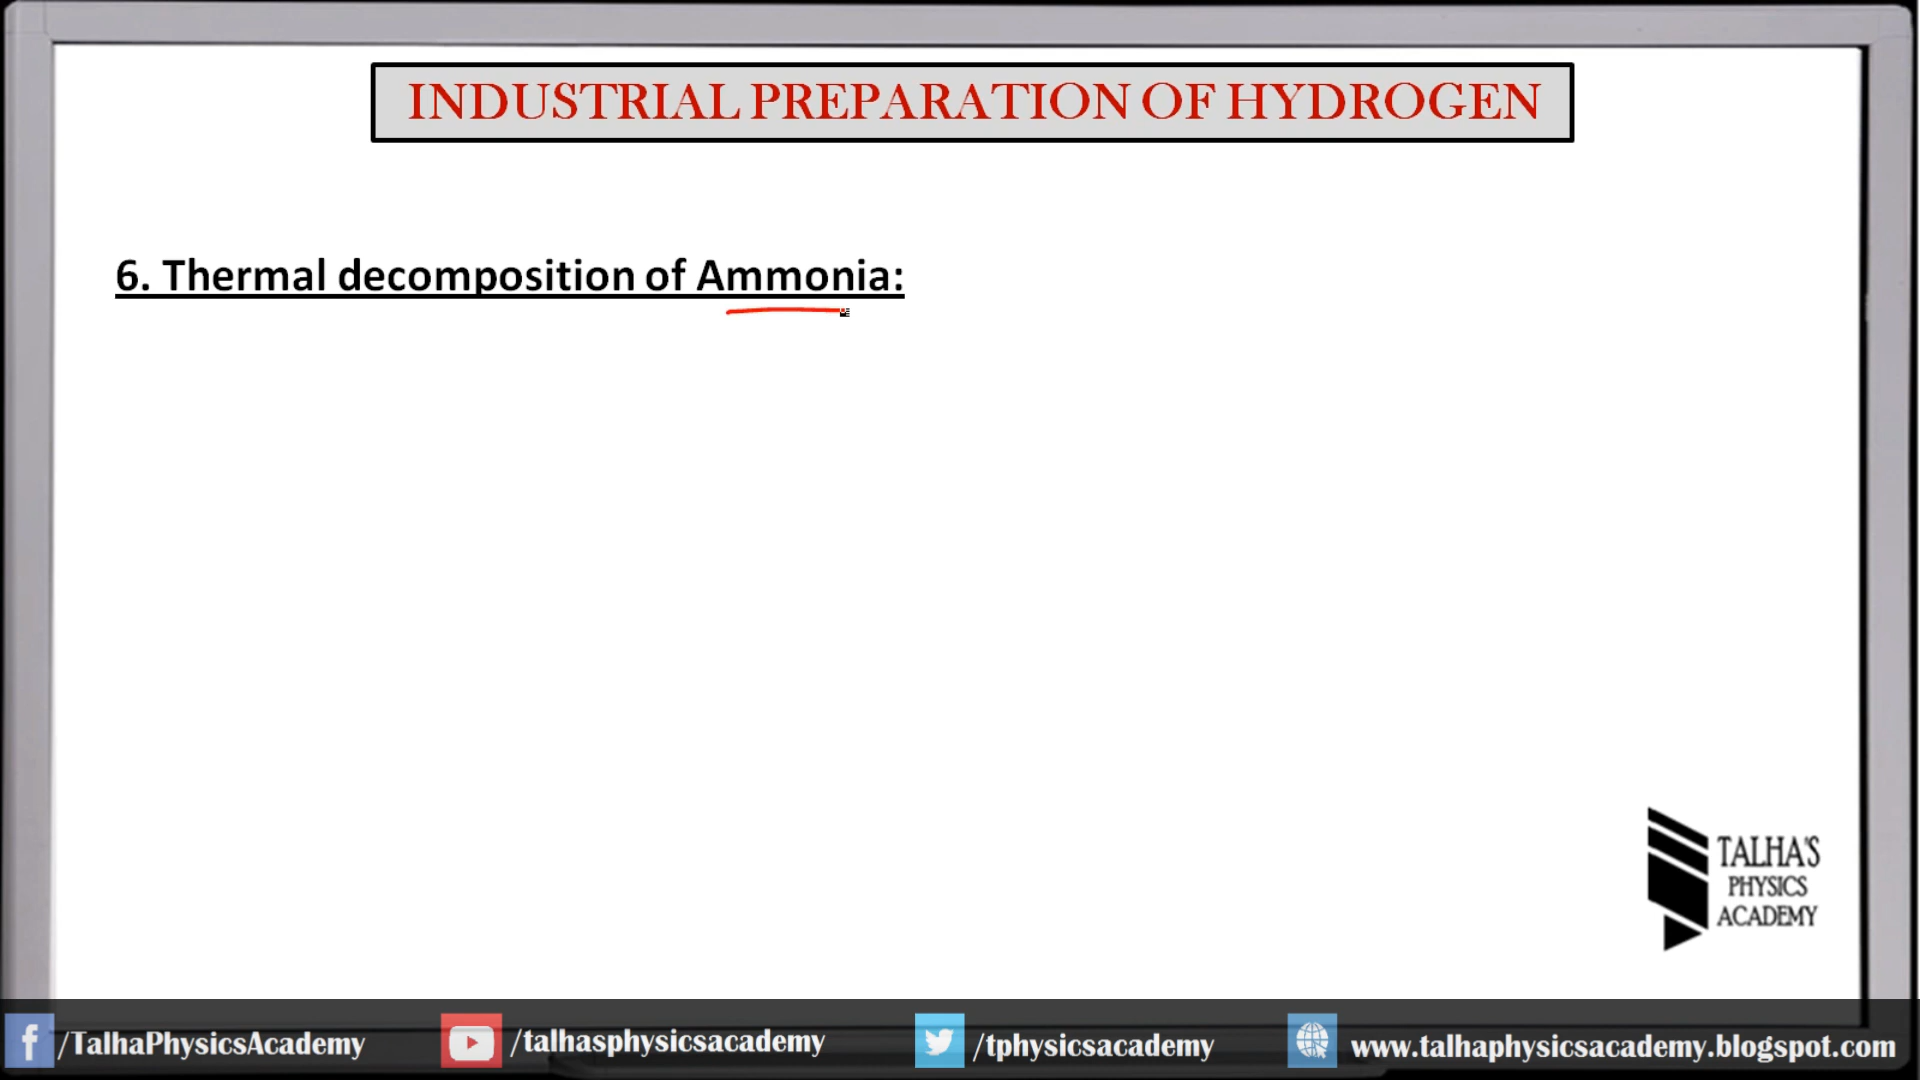 INDUSTRIAL PREPARATION OF HYDROGEN
6. Thermal decomposition of Ammonia:
TALHA'S
PHYSICS
ACADEMY
/TalhaPhysicsAcademy
/talhasphysicsacademy
/tphysicsacademy
www.talhaphysicsacademy.blogspot.com